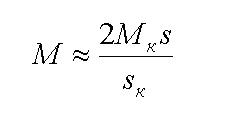 M ≈ 2Mₖs / sₖ